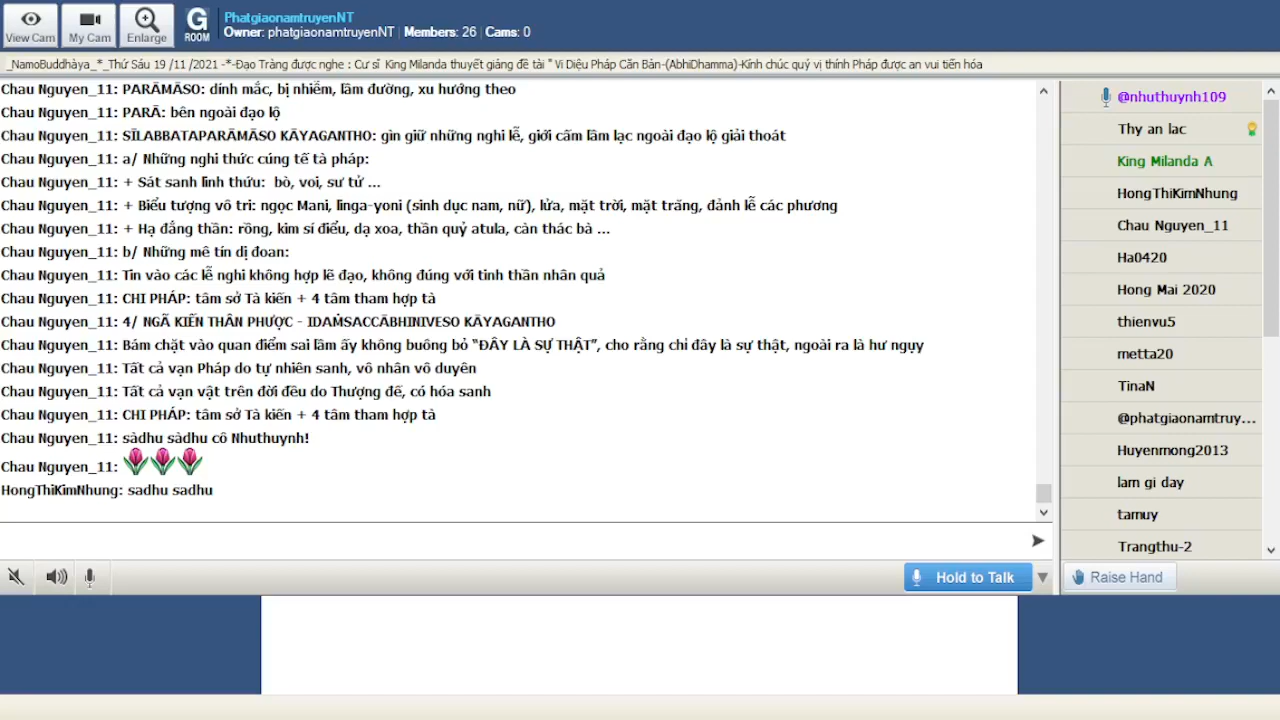 View Cam
My Cam
Enlarge
G
ROOM
PhatgiaonamtruyenNT
Owner: phatgiaonamtruyenNT | Members: 26 | Cams: 0
_NamoBuddhàya_*_Thứ Sáu 19 /11 /2021 -*-Đạo Tràng được nghe : Cư sĩ King Milanda thuyết giảng đề tài " Vi Diệu Pháp Căn Bản-(AbhiDhamma)-Kính chúc quý vị thính Pháp được an vui tiến hóa
Chau Nguyen_11: PARĀMĀSO: dính mắc, bị nhiễm, lầm đường, xu hướng theo
Chau Nguyen_11: PARĀ: bên ngoài đạo lộ
Chau Nguyen_11: SĪLABBATAPARĀMĀSO KĀYAGANTHO: gìn giữ những nghi lễ, giới cấm lầm lạc ngoài đạo lộ giải thoát
Chau Nguyen_11: a/ Những nghi thức cúng tế tà pháp:
Chau Nguyen_11: + Sát sanh linh thứu: bò, voi, sư tử ...
Chau Nguyen_11: + Biểu tượng vô tri: ngọc Mani, linga-yoni (sinh dục nam, nữ), lửa, mặt trời, mặt trăng, đảnh lễ các phương
Chau Nguyen_11: + Hạ đẳng thần: rồng, kim sí điểu, dạ xoa, thần quỷ atula, càn thác bà ...
Chau Nguyen_11: b/ Những mê tín dị đoan:
Chau Nguyen_11: Tin vào các lễ nghi không hợp lẽ đạo, không đúng với tinh thần nhân quả
Chau Nguyen_11: CHI PHÁP: tâm sở Tà kiến + 4 tâm tham hợp tà
Chau Nguyen_11: 4/ NGÃ KIẾN THÂN PHƯỢC - IDAṀSACCĀBHINIVESO KĀYAGANTHO
Chau Nguyen_11: Bám chặt vào quan điểm sai lầm ấy không buông bỏ “ĐÂY LÀ SỰ THẬT”, cho rằng chỉ đây là sự thật, ngoài ra là hư ngụy
Chau Nguyen_11: Tất cả vạn Pháp do tự nhiên sanh, vô nhân vô duyên
Chau Nguyen_11: Tất cả vạn vật trên đời đều do Thượng đế, có hóa sanh
Chau Nguyen_11: CHI PHÁP: tâm sở Tà kiến + 4 tâm tham hợp tà
Chau Nguyen_11: sàdhu sàdhu cô Nhuthuynh!
Chau Nguyen_11:
HongThiKimNhung: sadhu sadhu
Hold to Talk
@nhuthuynh109
Thy an lac
King Milanda A
HongThiKimNhung
Chau Nguyen_11
Ha0420
Hong Mai 2020
thienvu5
metta20
TinaN
@phatgiaonamtruy...
Huyenmong2013
lam gi day
tamuy
Trangthu-2
Raise Hand